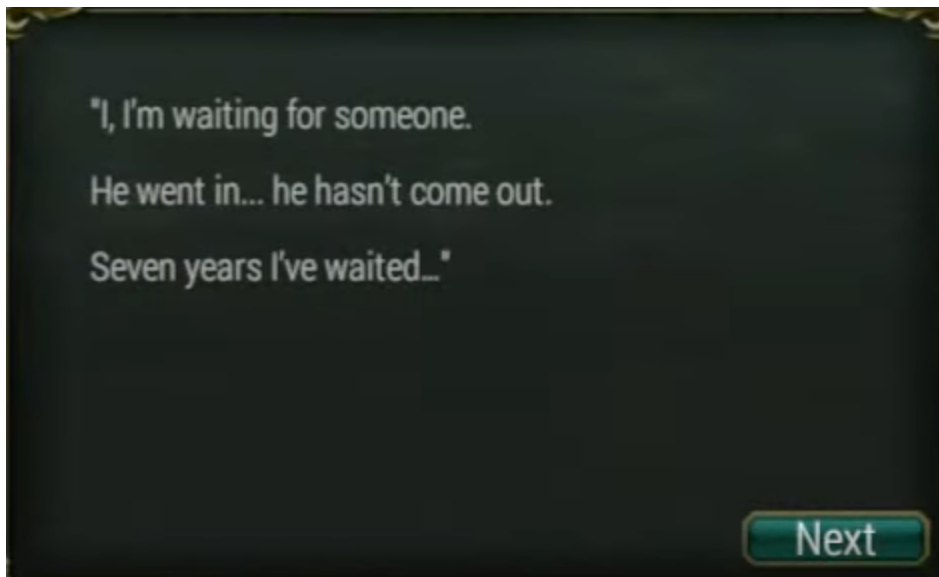 "I, I'm waiting for someone.
He went in... he hasn't come out.
Seven years I've waited..."
Next